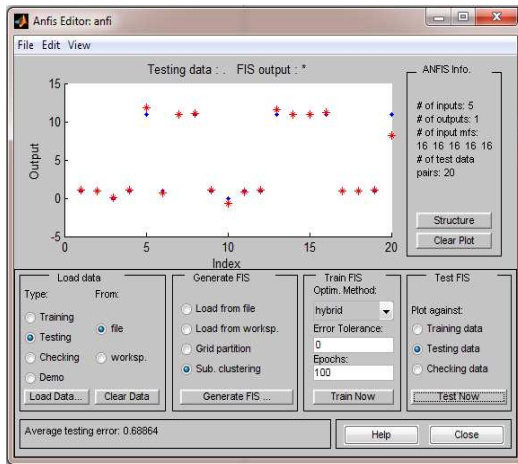 Anfis Editor: anfi
File Edit View
Testing data : . FIS output : *
15
10
5
0
-5
Output
0 5 10 15 20
Index
ANFIS Info.
# of inputs: 5
# of outputs: 1
# of input mfs:
16 16 16 16 16
# of test data
pairs: 20
Structure
Clear Plot
Load data
Type: From:
Training
Testing
Checking
Demo
file
worksp.
Load Data... Clear Data
Generate FIS
Load from file
Load from worksp.
Grid partition
Sub. clustering
Generate FIS ...
Train FIS
Optim. Method:
hybrid
Error Tolerance:
0
Epochs:
100
Train Now
Test FIS
Plot against:
Training data
Testing data
Checking data
Test Now
Average testing error: 0.68864
Help Close